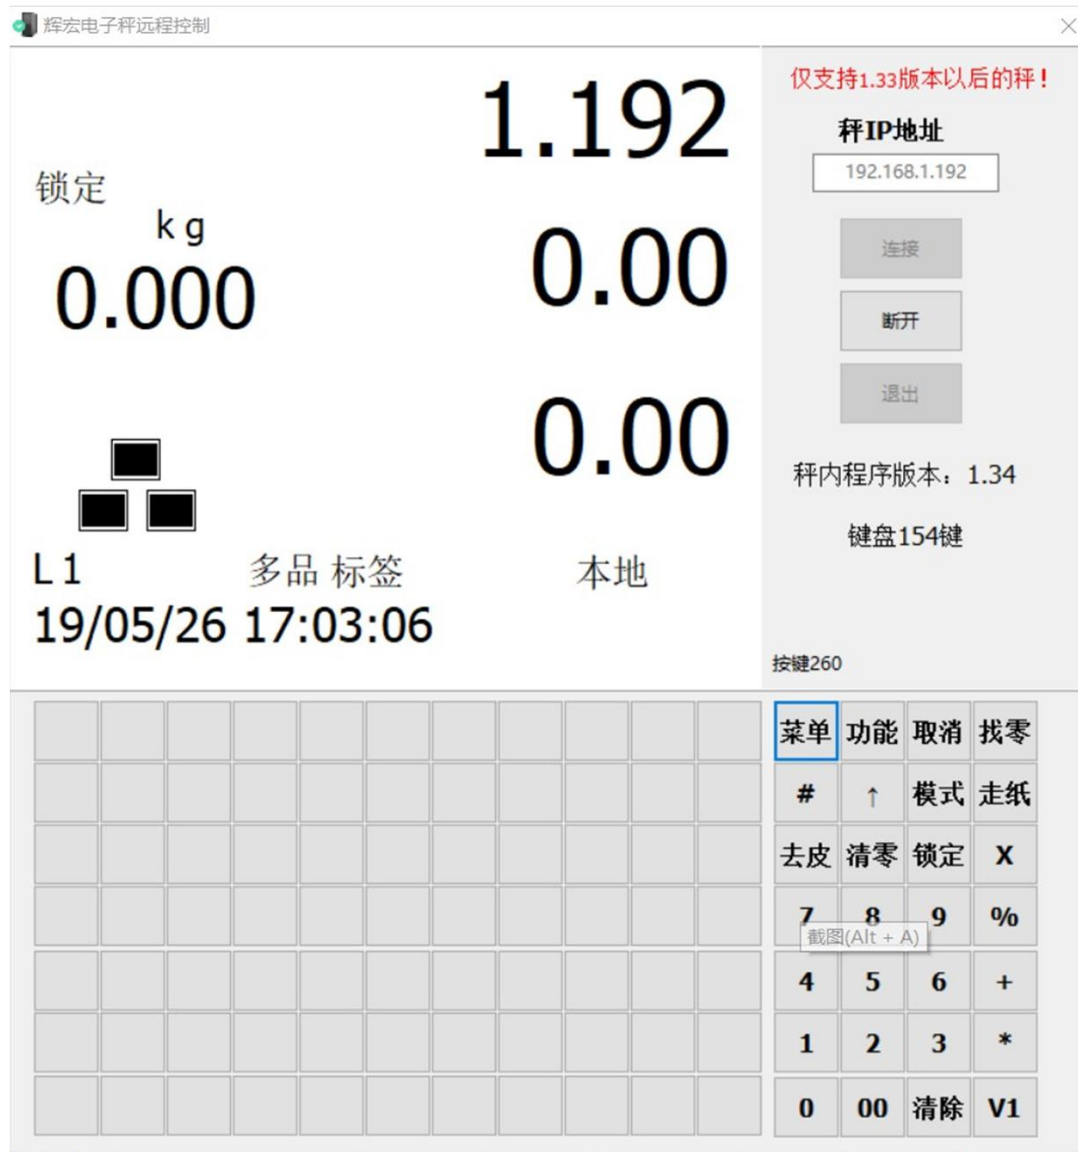 辉宏电子秤远程控制
1.192
锁定
kg
0.000
0.00
0.00
L1 多品 标签 本地
19/05/26 17:03:06
仅支持1.33版本以后的秤！
秤IP地址
192.168.1.192
连接
断开
退出
秤内程序版本：1.34
键盘154键
按键260
菜单 功能 取消 找零
# ↑ 模式 走纸
去皮 清零 锁定 X
7 8 9 %
截图(Alt + A)
4 5 6 +
1 2 3 *
0 00 清除 V1